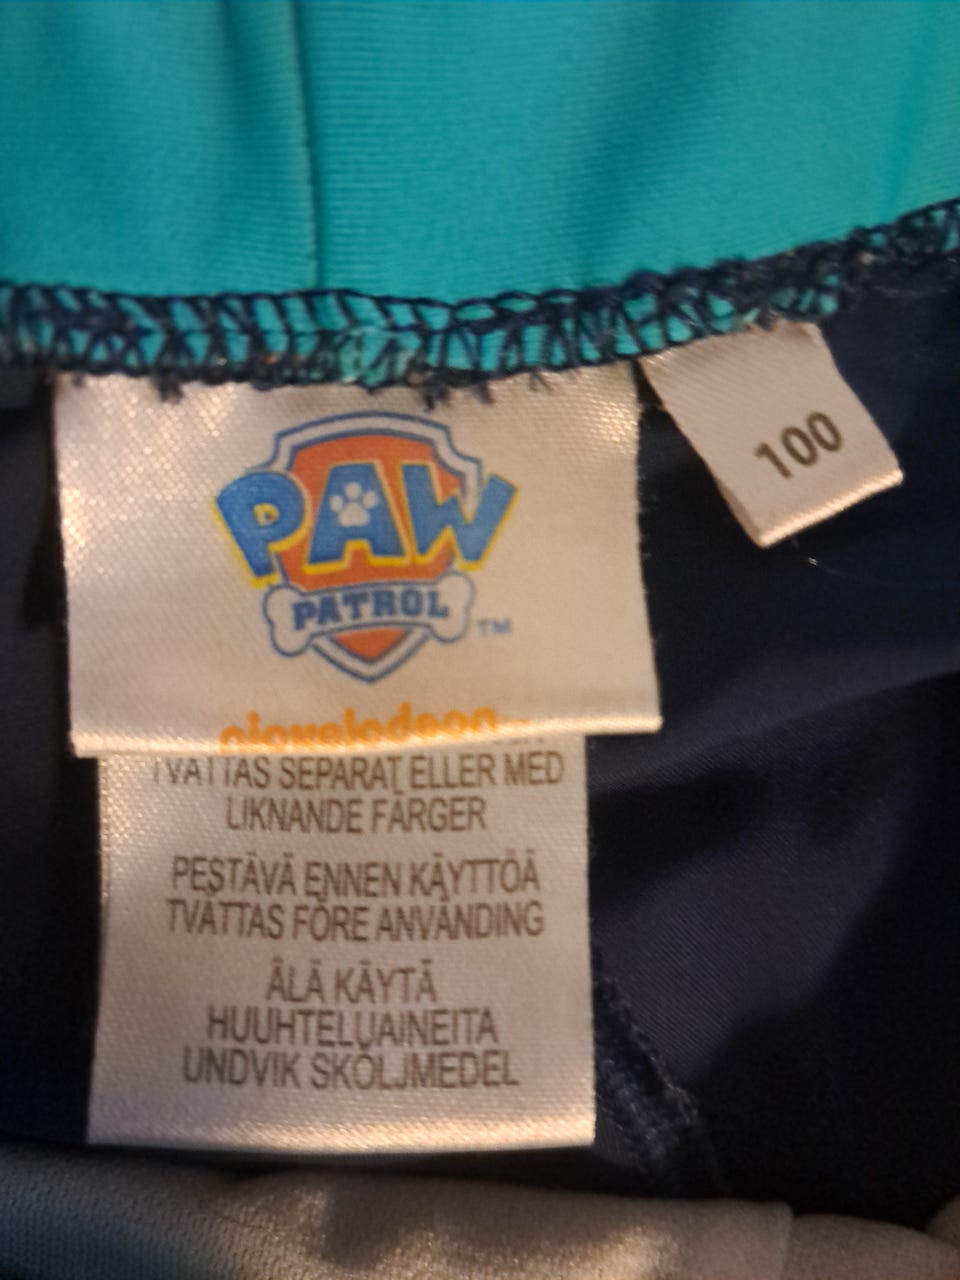 PAW
PATROL
TM
100
nickelodeon
TVÄTTAS SEPARAT ELLER MED
LIKNANDE FÄRGER
PESTÄVÄ ENNEN KÄYTTÖÄ
TVÄTTAS FÖRE ANVÄNDING
ÄLÄ KÄYTÄ
HUUHTELUAINEITA
UNDVIK SKÖLJMEDEL